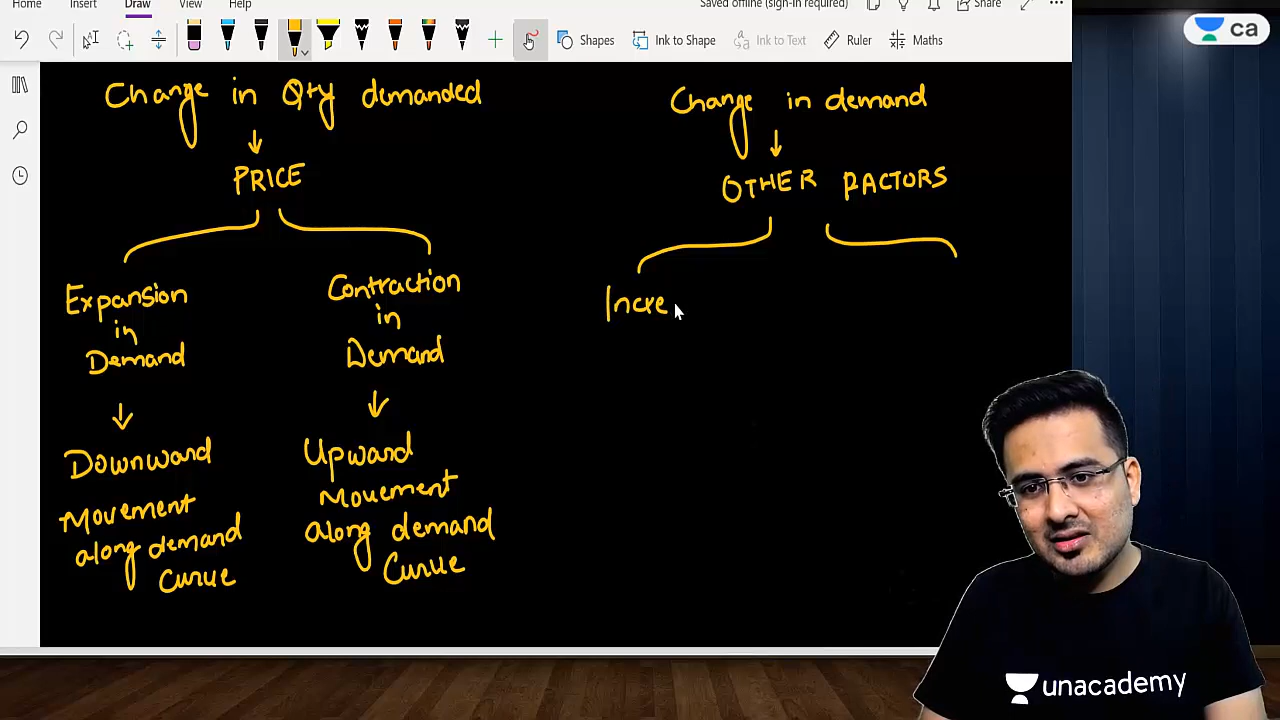 Home Insert Draw View Help
Saved offline (sign-in required)
Share
ca
Shapes
Ink to Shape
Ink to Text
Ruler
Maths
Change in Qty demanded
↓
PRICE
Expansion
in
Demand
↓
Downward
Movement
along demand
Curve
Contraction
in
Demand
↓
Upward
Movement
along demand
Curve
Change in demand
↓
OTHER FACTORS
Incre
unacademy